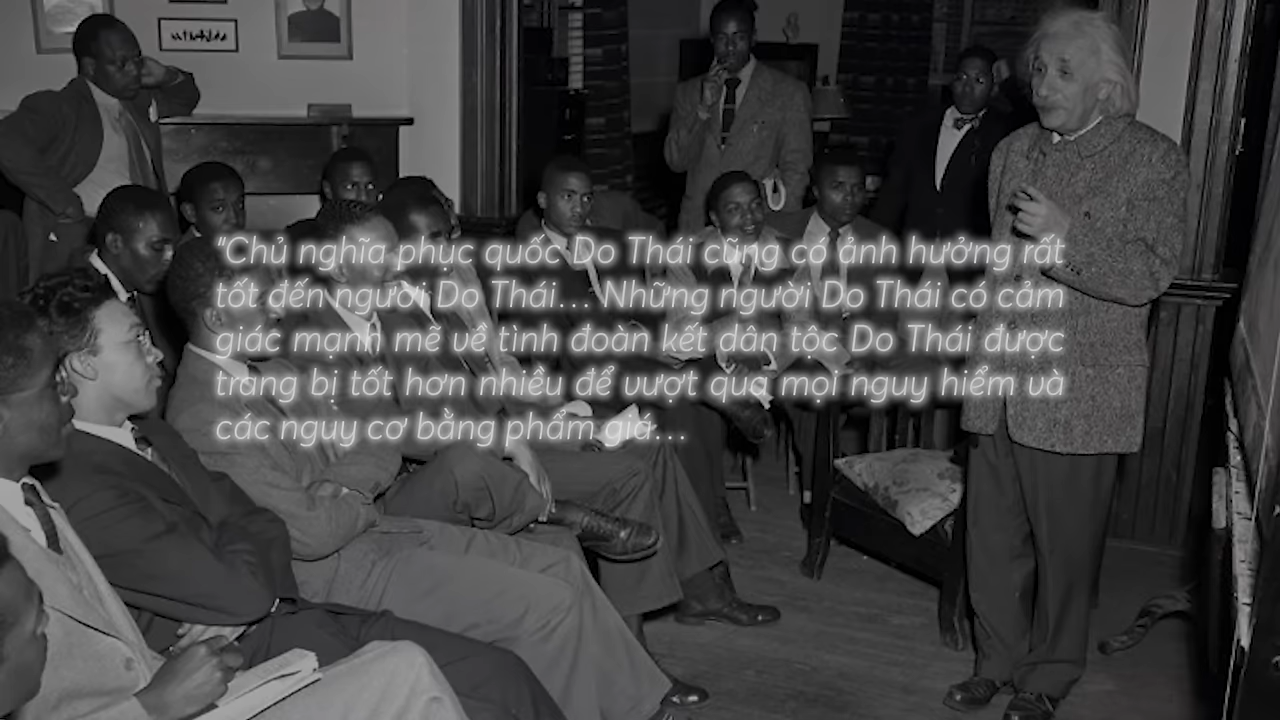 "Chủ nghĩa phục quốc Do Thái cũng có ảnh hưởng rất
tốt đến người Do Thái... Những người Do Thái có cảm
giác mạnh mẽ về tình đoàn kết dân tộc Do Thái được
trang bị tốt hơn nhiều để vượt qua mọi nguy hiểm và
các nguy cơ bằng phẩm giá...